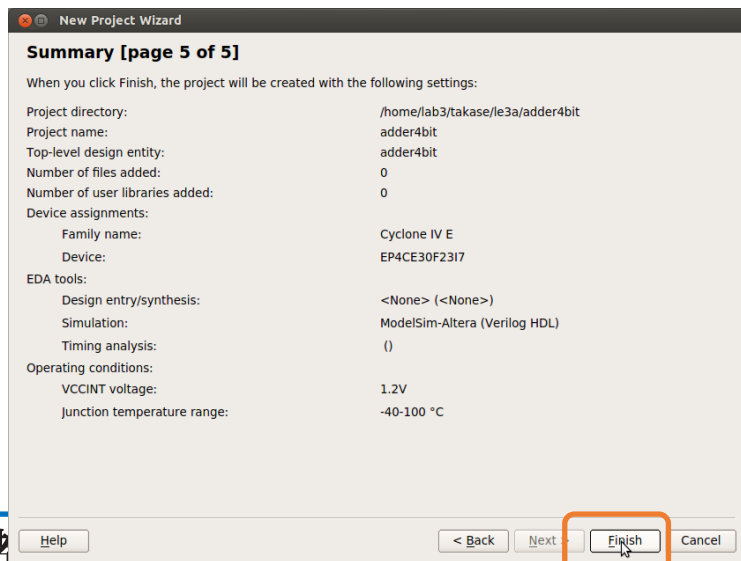 New Project Wizard
Summary [page 5 of 5]
When you click Finish, the project will be created with the following settings:
Project directory: /home/lab3/takase/le3a/adder4bit
Project name: adder4bit
Top-level design entity: adder4bit
Number of files added: 0
Number of user libraries added: 0
Device assignments:
Family name: Cyclone IV E
Device: EP4CE30F23I7
EDA tools:
Design entry/synthesis: <None> (<None>)
Simulation: ModelSim-Altera (Verilog HDL)
Timing analysis: ()
Operating conditions:
VCCINT voltage: 1.2V
Junction temperature range: -40-100 °C
Help < Back Next > Finish Cancel